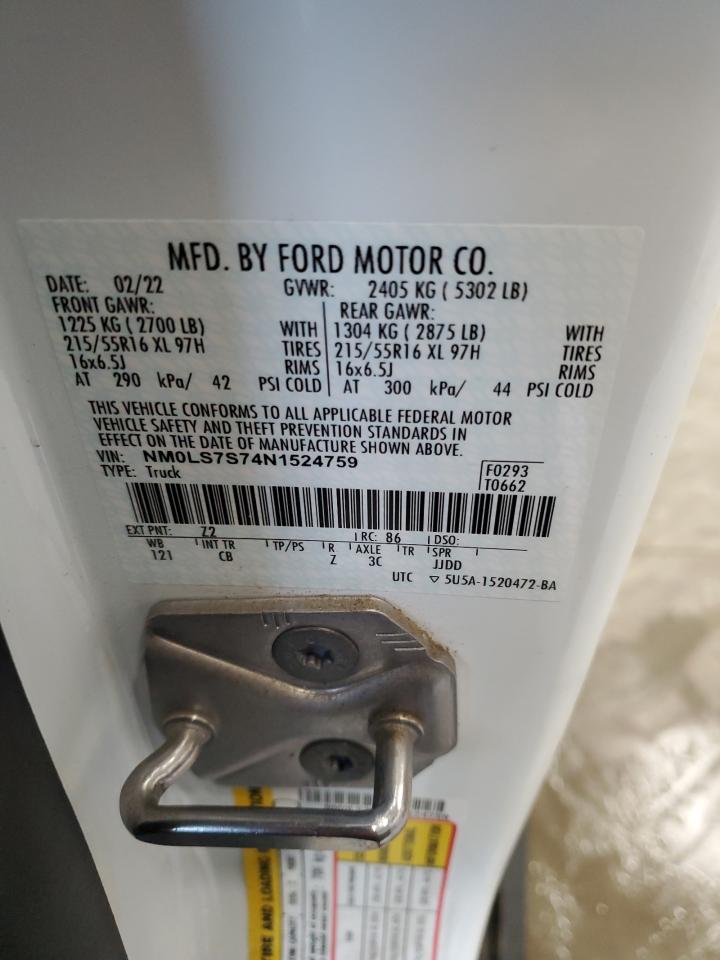 MFD. BY FORD MOTOR CO.
DATE: 02/22 GVWR: 2405 KG ( 5302 LB)
FRONT GAWR: REAR GAWR:
1225 KG ( 2700 LB) WITH 1304 KG ( 2875 LB) WITH
215/55R16 XL 97H TIRES 215/55R16 XL 97H TIRES
16x6.5J RIMS 16x6.5J RIMS
AT 290 kPa/ 42 PSI COLD AT 300 kPa/ 44 PSI COLD
THIS VEHICLE CONFORMS TO ALL APPLICABLE FEDERAL MOTOR
VEHICLE SAFETY AND THEFT PREVENTION STANDARDS IN
EFFECT ON THE DATE OF MANUFACTURE SHOWN ABOVE.
VIN: NM0LS7S74N1524759 F0293
TYPE: Truck T0662
EXT PNT: Z2 RC: 86 DSO:
WB INT TR TP/PS R AXLE TR SPR
121 CB Z 3C JJDD
UTC ▽ 5U5A-1520472-BA
TIRE AND LOADING